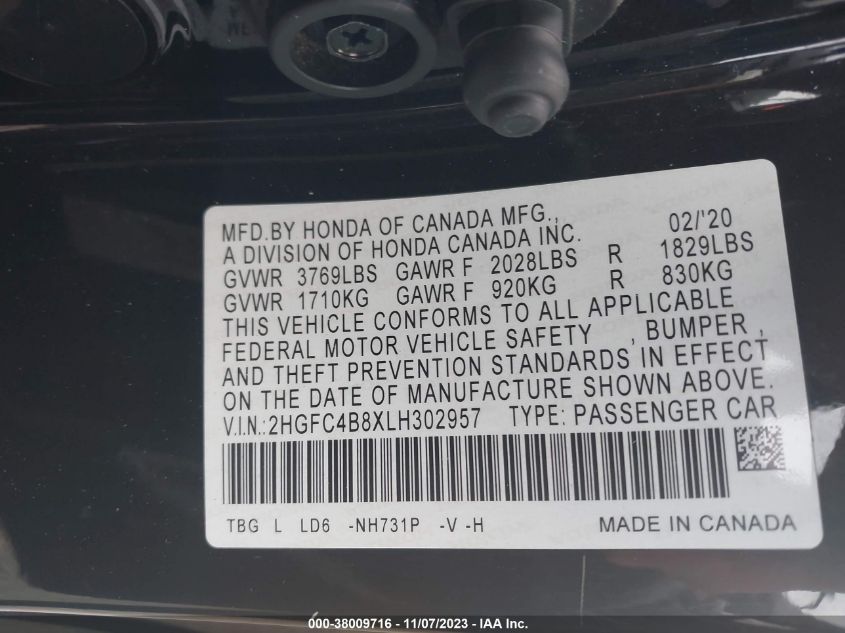 MFD.BY HONDA OF CANADA MFG., 02/'20
A DIVISION OF HONDA CANADA INC.
GVWR 3769LBS GAWR F 2028LBS R 1829LBS
GVWR 1710KG GAWR F 920KG R 830KG
THIS VEHICLE CONFORMS TO ALL APPLICABLE
FEDERAL MOTOR VEHICLE SAFETY , BUMPER ,
AND THEFT PREVENTION STANDARDS IN EFFECT
ON THE DATE OF MANUFACTURE SHOWN ABOVE.
V.I.N.:2HGFC4B8XLH302957 TYPE: PASSENGER CAR
TBG L LD6 -NH731P -V -H MADE IN CANADA
000-38009716 - 11/07/2023 - IAA Inc.